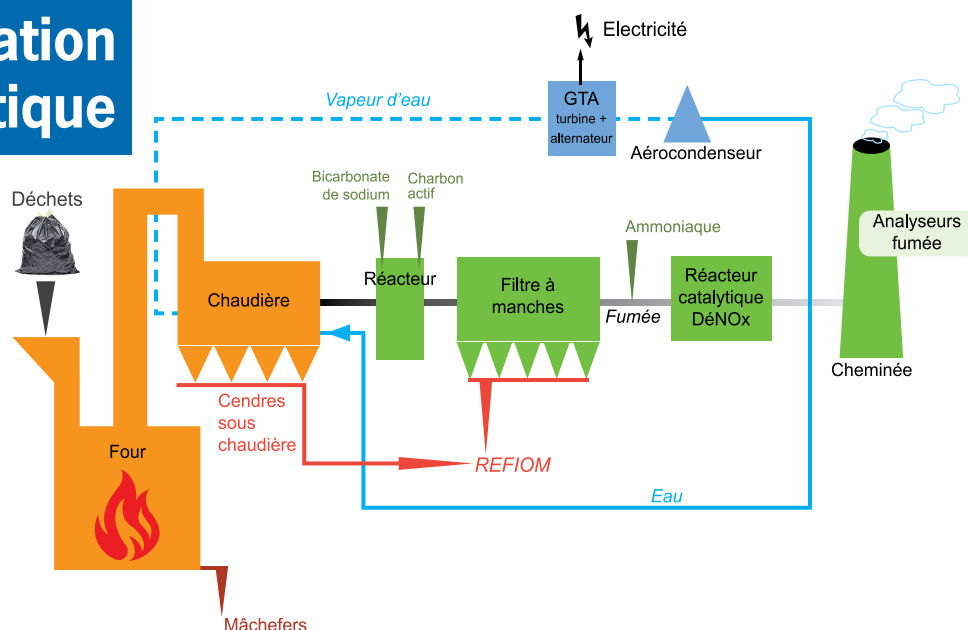 ation
tique
Electricité
Vapeur d'eau
GTA
turbine +
alternateur
Aérocondenseur
Déchets
Bicarbonate
de sodium
Charbon
actif
Ammoniaque
Analyseurs
fumée
Chaudière
Réacteur
Filtre à
manches
Fumée
Réacteur
catalytique
DéNOx
Cheminée
Cendres
sous
chaudière
Four
REFIOM
Eau
Mâchefers